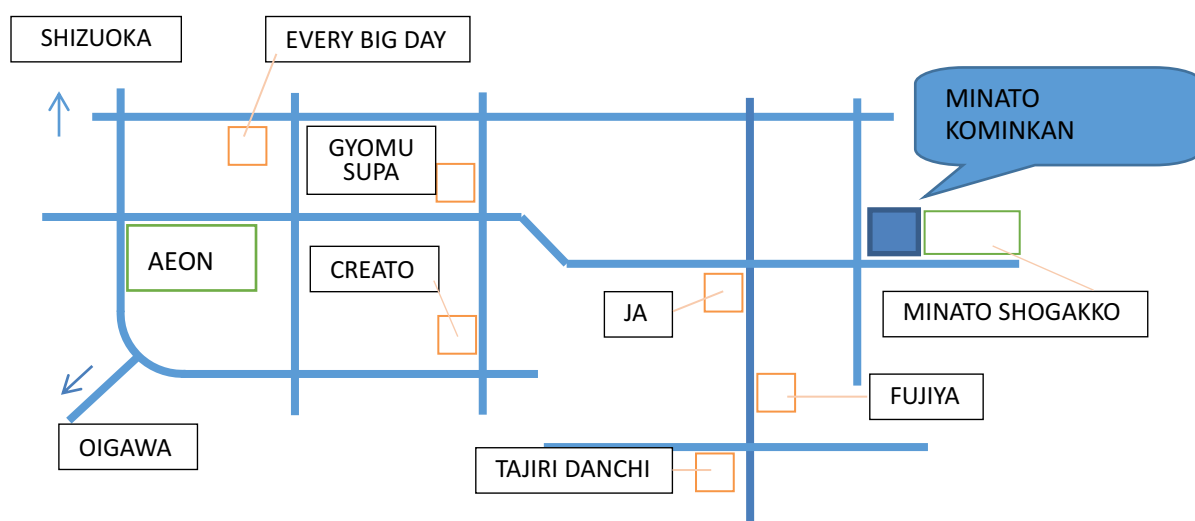 SHIZUOKA
EVERY BIG DAY
MINATO
KOMINKAN
GYOMU
SUPA
AEON
CREATO
JA
MINATO SHOGAKKO
FUJIYA
OIGAWA
TAJIRI DANCHI